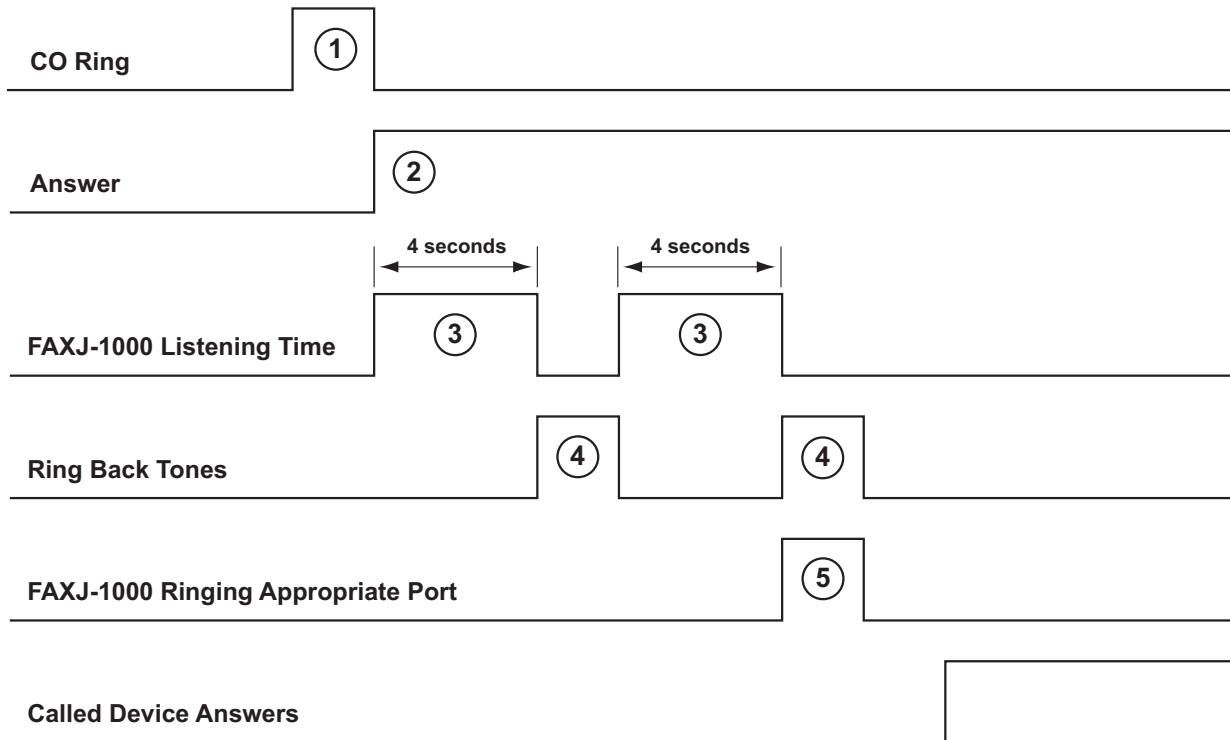 CO Ring
1
Answer
2
4 seconds 4 seconds
FAXJ-1000 Listening Time
3 3
Ring Back Tones
4 4
FAXJ-1000 Ringing Appropriate Port
5
Called Device Answers